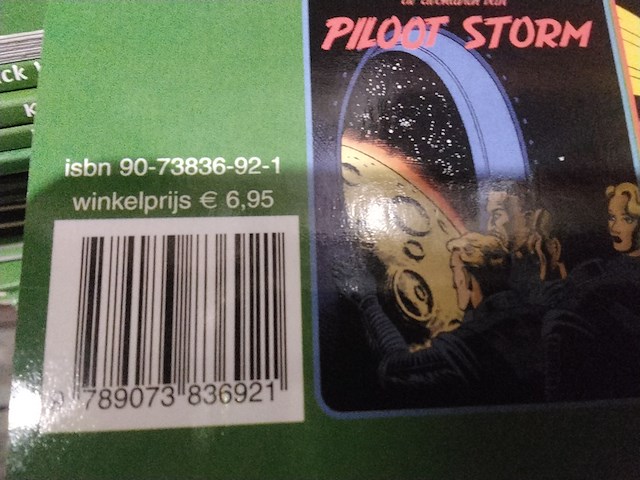 PILOOT STORM
isbn 90-73836-92-1
winkelprijs € 6,95
789073 836921